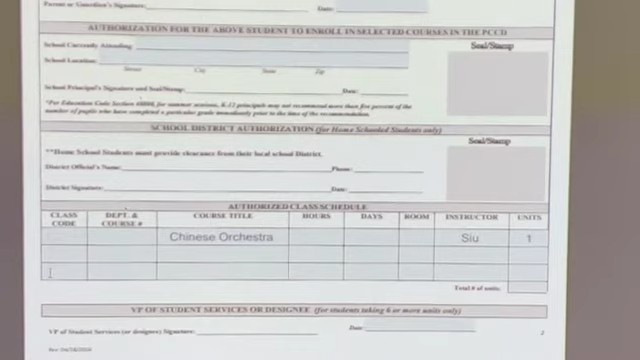 Parent or Guardian's Signature: Date:
AUTHORIZATION FOR THE ABOVE STUDENT TO ENROLL IN SELECTED COURSES IN THE PCCD
School Currently Attending Seal/Stamp
School Location:
Street City State Zip
School Principal's Signature and Seal/Stamp: Date:
*Per Education Code Section 48800, for summer sessions, K-12 principals may not recommend more than five percent of the
number of pupils who have completed a particular grade immediately prior to the time of the recommendation.
SCHOOL DISTRICT AUTHORIZATION (for Home Schooled Students only)
Seal/Stamp
**Home School Students must provide clearance from their local school District.
District Official's Name: Phone:
District Signature: Date:
AUTHORIZED CLASS SCHEDULE
CLASS CODE DEPT. & COURSE # COURSE TITLE HOURS DAYS ROOM INSTRUCTOR UNITS
Chinese Orchestra Siu 1
Total # of units:
VP OF STUDENT SERVICES OR DESIGNEE (for students taking 6 or more units only)
VP of Student Services (or designee) Signature: Date:
2